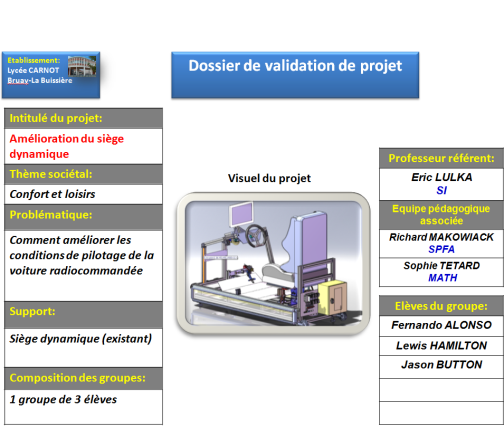 Etablissement:
Lycée CARNOT
Bruay-La Buissière
Dossier de validation de projet
Intitulé du projet:
Amélioration du siège
dynamique
Thème sociétal:
Confort et loisirs
Problématique:
Comment améliorer les
conditions de pilotage de la
voiture radiocommandée
Support:
Siège dynamique (existant)
Composition des groupes:
1 groupe de 3 élèves
Visuel du projet
Professeur référent:
Eric LULKA
SI
Equipe pédagogique
associée
Richard MAKOWIACK
SPFA
Sophie TETARD
MATH
Elèves du groupe:
Fernando ALONSO
Lewis HAMILTON
Jason BUTTON